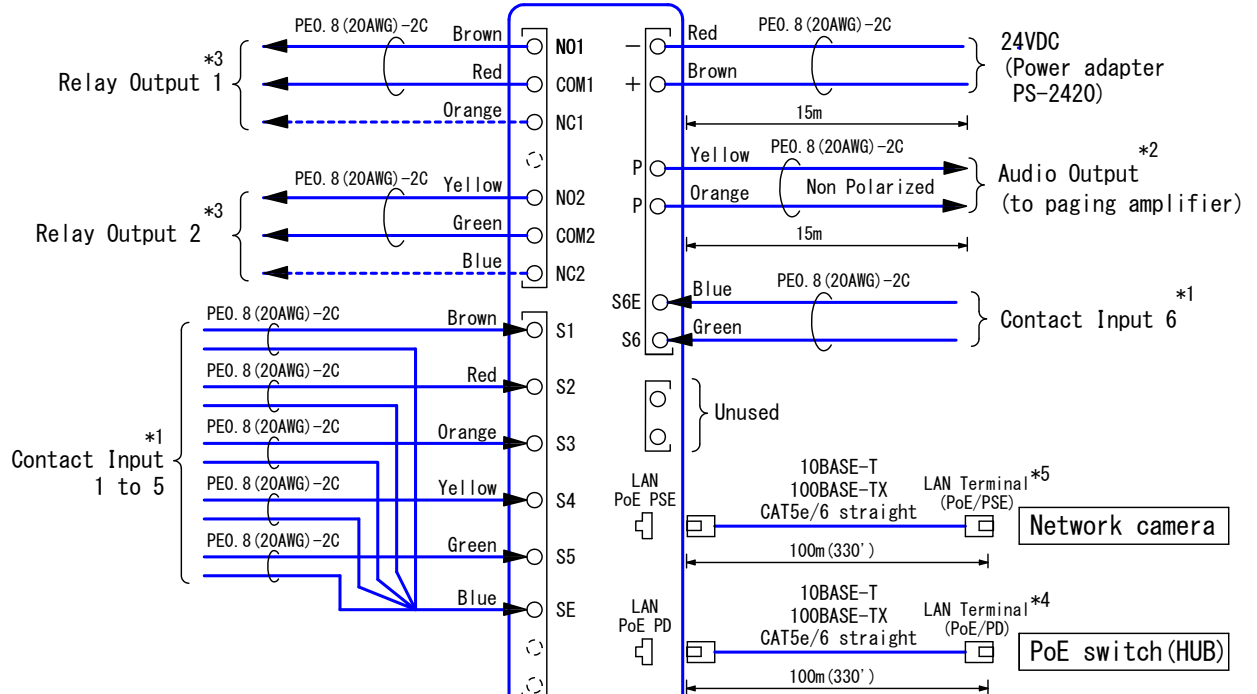 PE0.8(20AWG)-2C
Brown
NO1
Relay Output 1
*3
Red
COM1
Orange
NC1
PE0.8(20AWG)-2C
Yellow
NO2
Relay Output 2
*3
Green
COM2
Blue
NC2
PE0.8(20AWG)-2C
Brown
S1
PE0.8(20AWG)-2C
Red
S2
PE0.8(20AWG)-2C
Orange
S3
*1
Contact Input
1 to 5
PE0.8(20AWG)-2C
Yellow
S4
PE0.8(20AWG)-2C
Green
S5
Blue
SE
PE0.8(20AWG)-2C
−
Red
+
Brown
24VDC
(Power adapter
PS-2420)
15m
P
Yellow
PE0.8(20AWG)-2C
P
Orange
Non Polarized
Audio Output
*2
(to paging amplifier)
15m
S6E
Blue
PE0.8(20AWG)-2C
S6
Green
Contact Input 6
*1
Unused
LAN
PoE PSE
10BASE-T
100BASE-TX
CAT5e/6 straight
LAN Terminal
*5
(PoE/PSE)
Network camera
100m(330')
LAN
PoE PD
10BASE-T
100BASE-TX
CAT5e/6 straight
LAN Terminal
*4
(PoE/PD)
PoE switch(HUB)
100m(330')